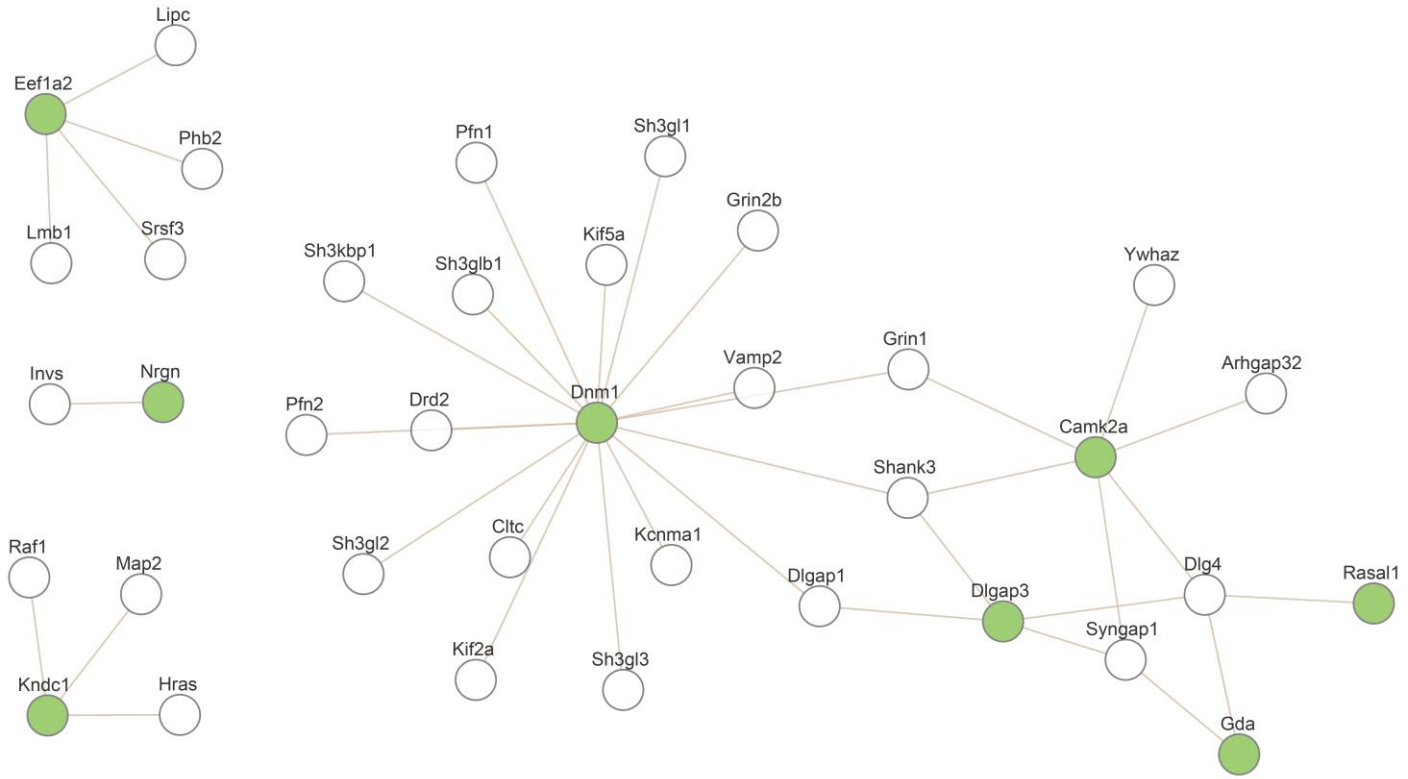 Lipc
Eef1a2
Phb2
Lmb1
Srsf3
Invs
Nrgn
Raf1
Map2
Kndc1
Hras
Pfn1
Sh3gl1
Grin2b
Sh3kbp1
Sh3glb1
Kif5a
Vamp2
Grin1
Ywhaz
Arhgap32
Pfn2
Drd2
Dnm1
Camk2a
Shank3
Sh3gl2
Cltc
Kcnma1
Dlgap1
Dlgap3
Dlg4
Rasal1
Syngap1
Kif2a
Sh3gl3
Gda